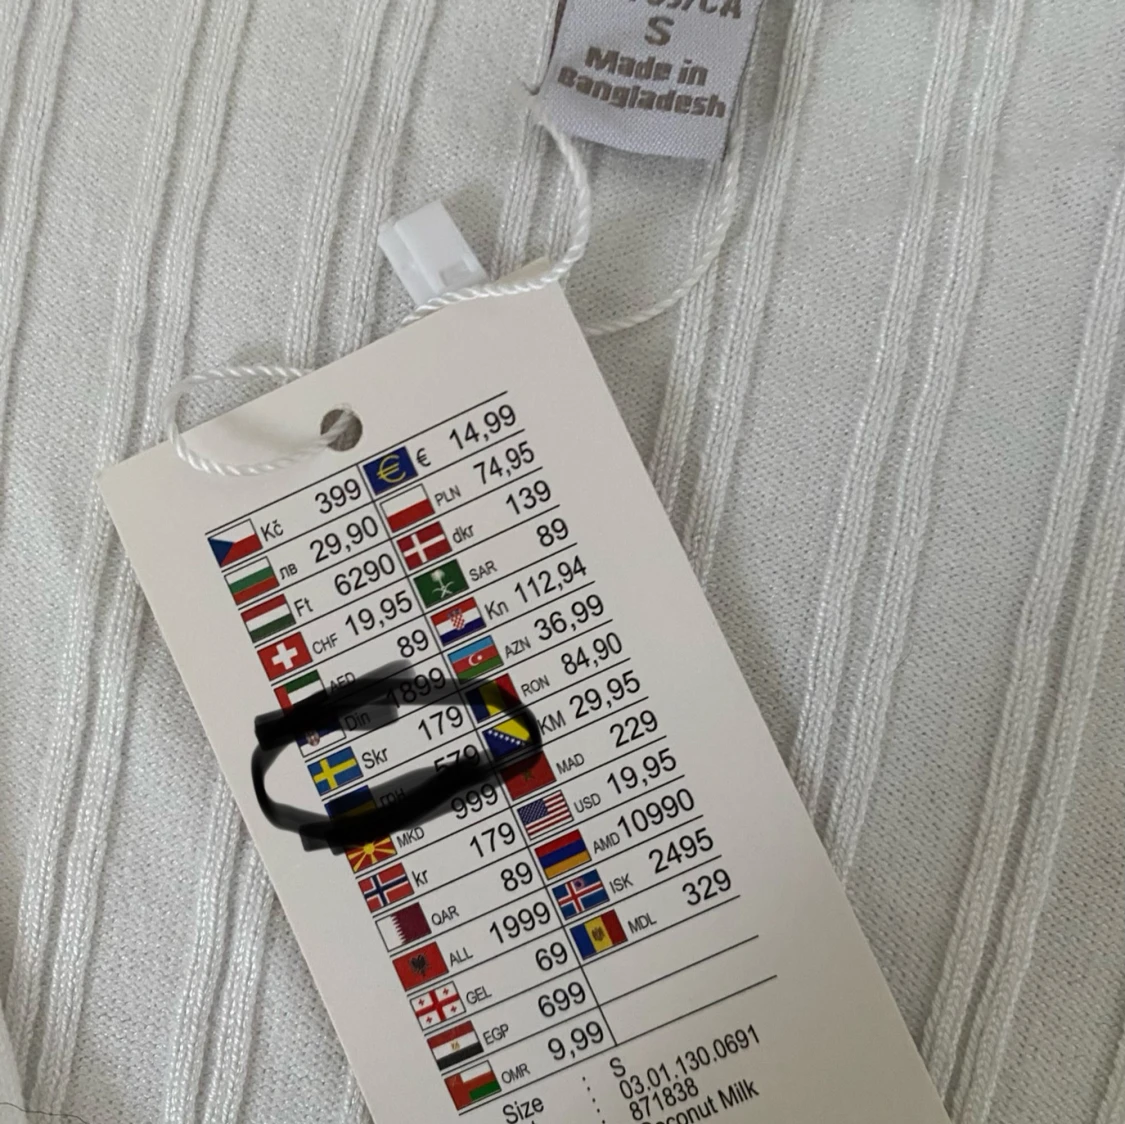 S
Made in
Bangladesh
Kč 399 € 14,99
лв 29,90 PLN 74,95
Ft 6290 dkr 139
CHF 19,95 SAR 89
AED 89 Kn 112,94
Din 1899 AZN 36,99
Skr 179 RON 84,90
грн 579 KM 29,95
MKD 999 MAD 229
kr 179 USD 19,95
QAR 89 AMD 10990
ALL 1999 ISK 2495
GEL 69 MDL 329
EGP 699
OMR 9,99
Size : S
: 03.01.130.0691
: 871838
Coconut Milk